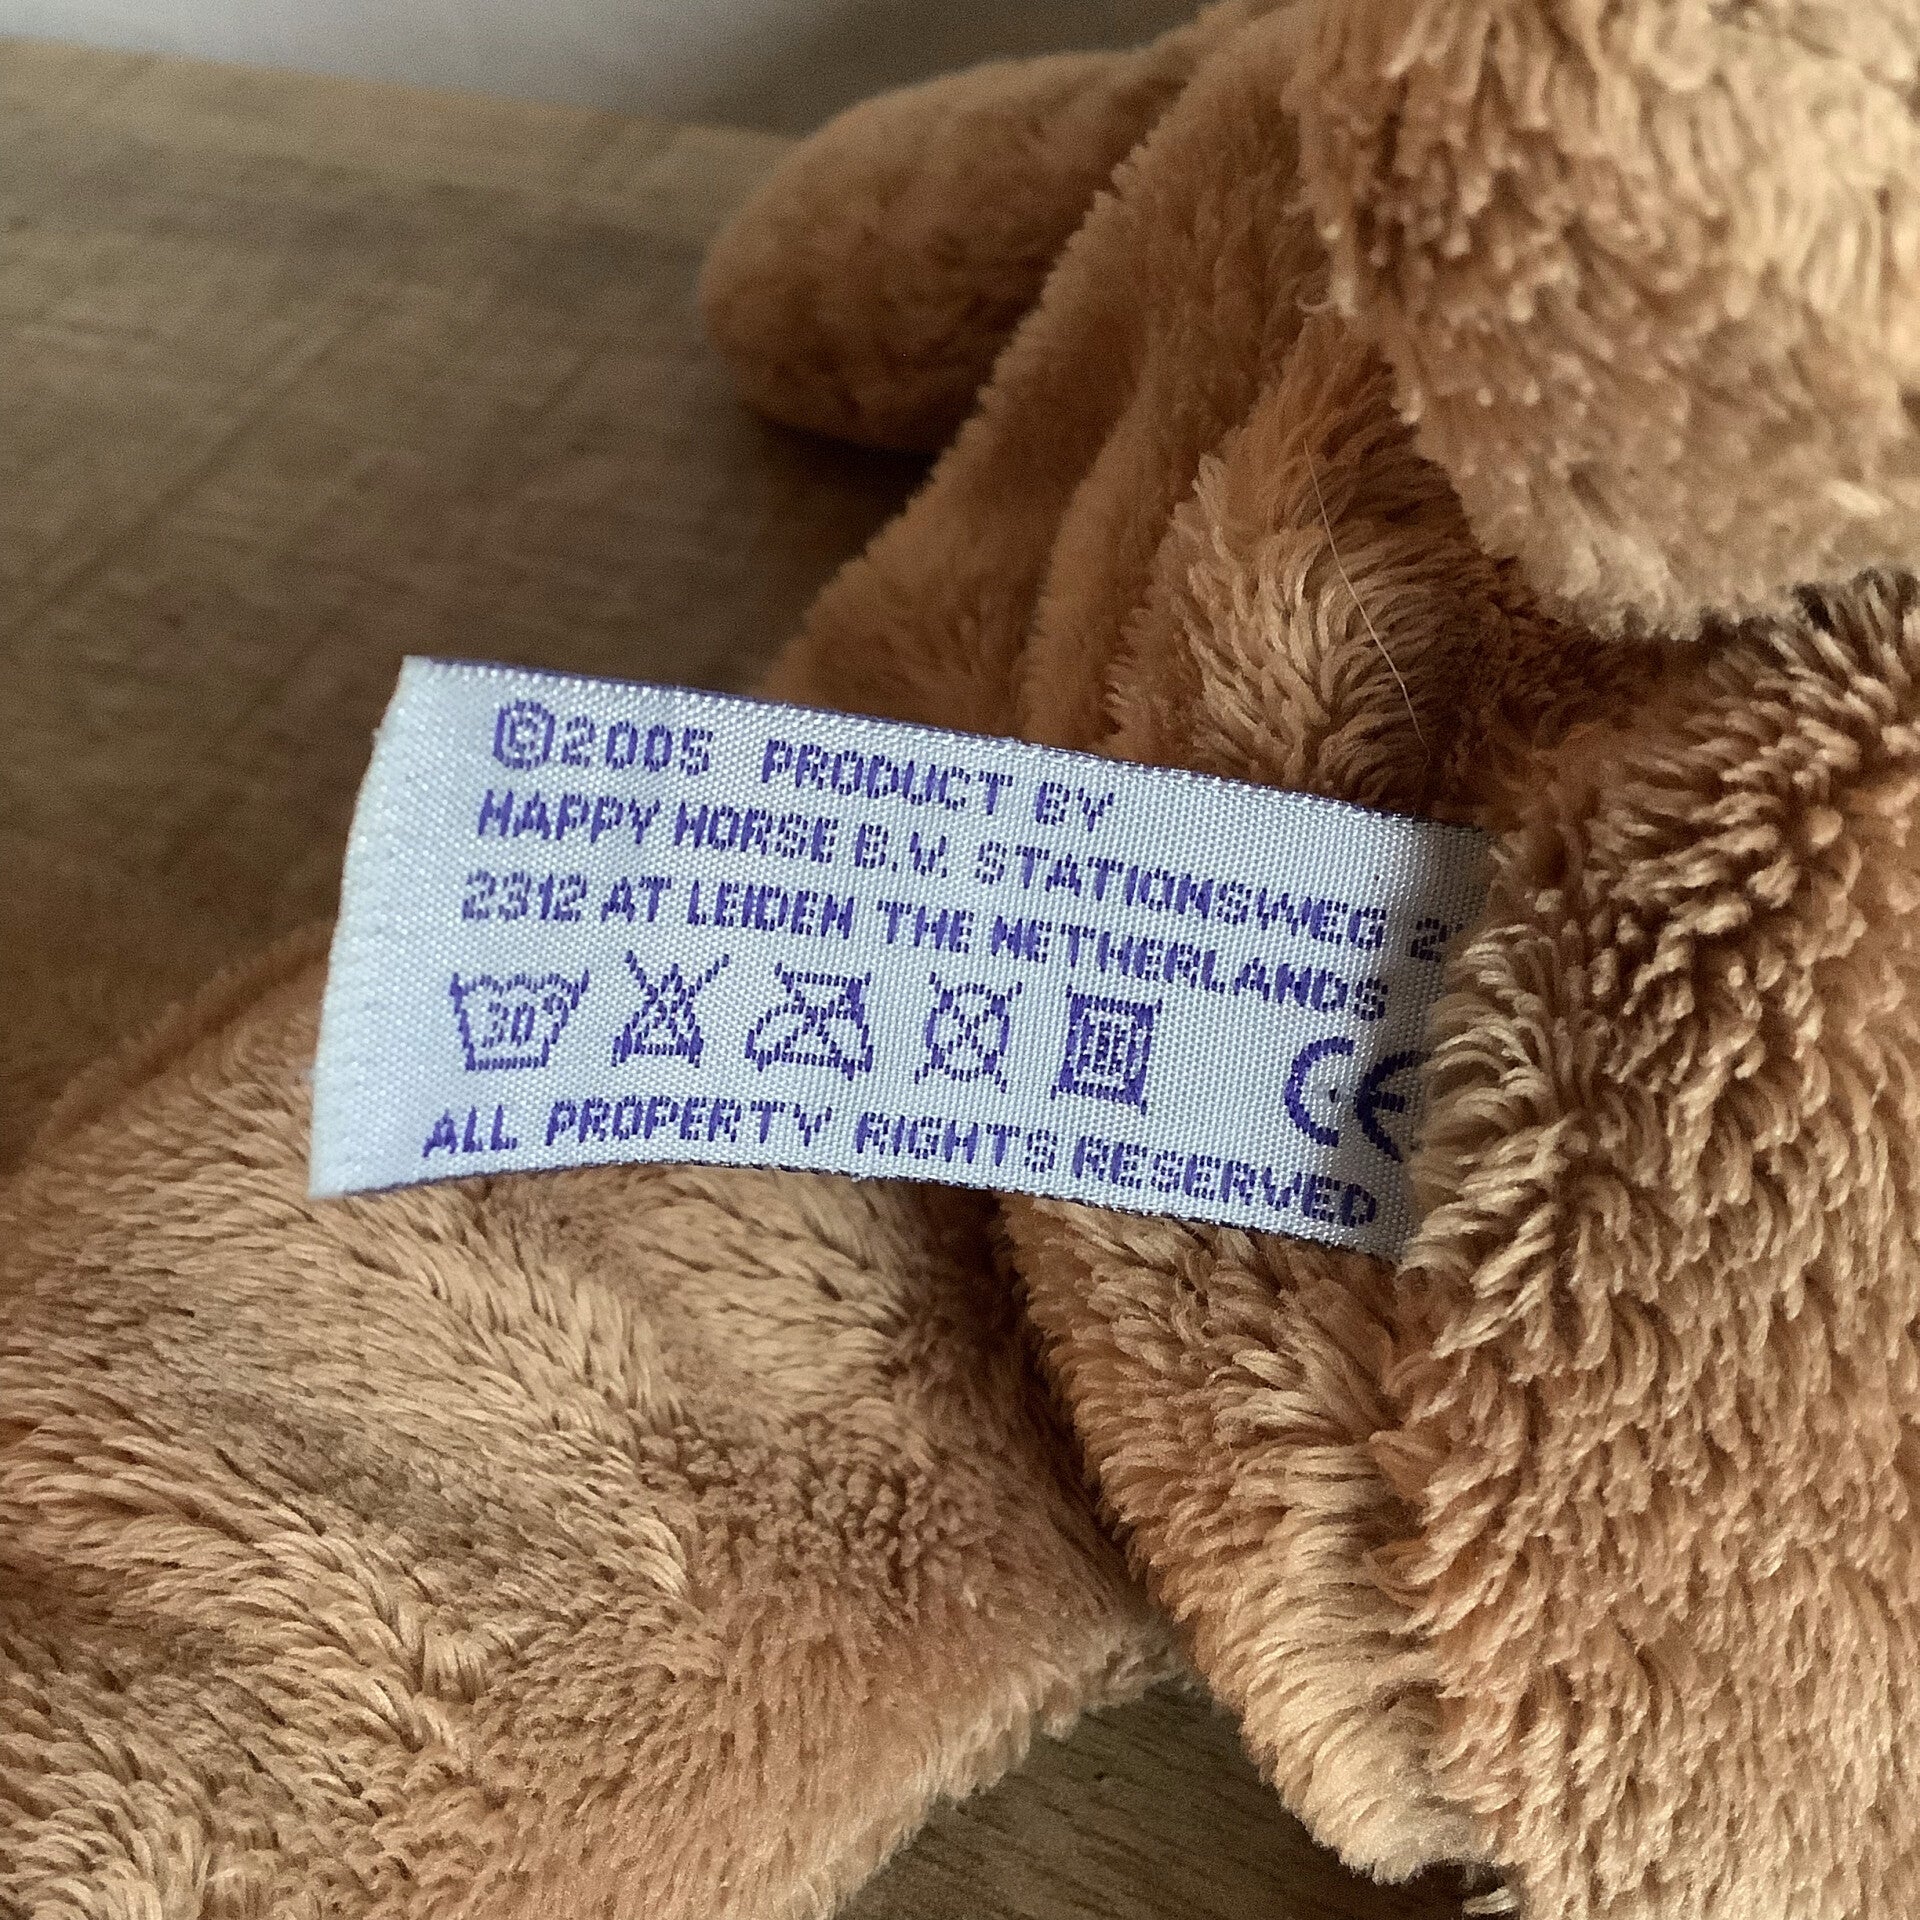 ©2005 PRODUCT BY
HAPPY HORSE B.V. STATIONSWEG
2312 AT LEIDEN THE NETHERLANDS
30°
CE
ALL PROPERTY RIGHTS RESERVED